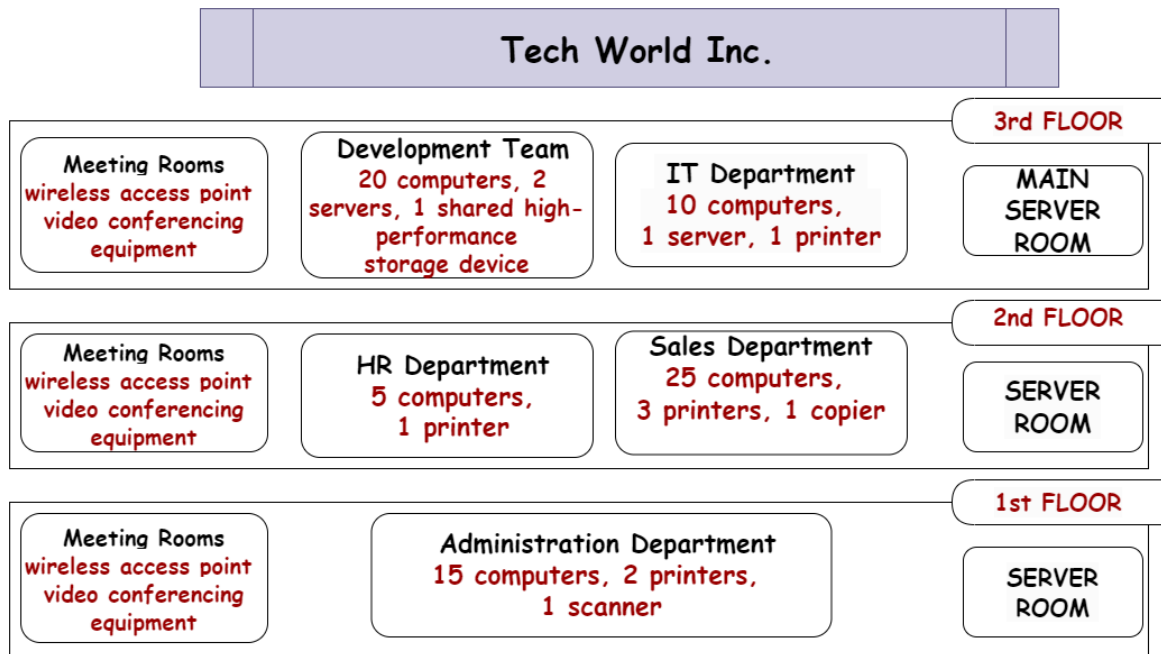 Tech World Inc.
3rd FLOOR
Meeting Rooms
wireless access point
video conferencing
equipment
Development Team
20 computers, 2
servers, 1 shared high-
performance
storage device
IT Department
10 computers,
1 server, 1 printer
MAIN
SERVER
ROOM
2nd FLOOR
Meeting Rooms
wireless access point
video conferencing
equipment
HR Department
5 computers,
1 printer
Sales Department
25 computers,
3 printers, 1 copier
SERVER
ROOM
1st FLOOR
Meeting Rooms
wireless access point
video conferencing
equipment
Administration Department
15 computers, 2 printers,
1 scanner
SERVER
ROOM